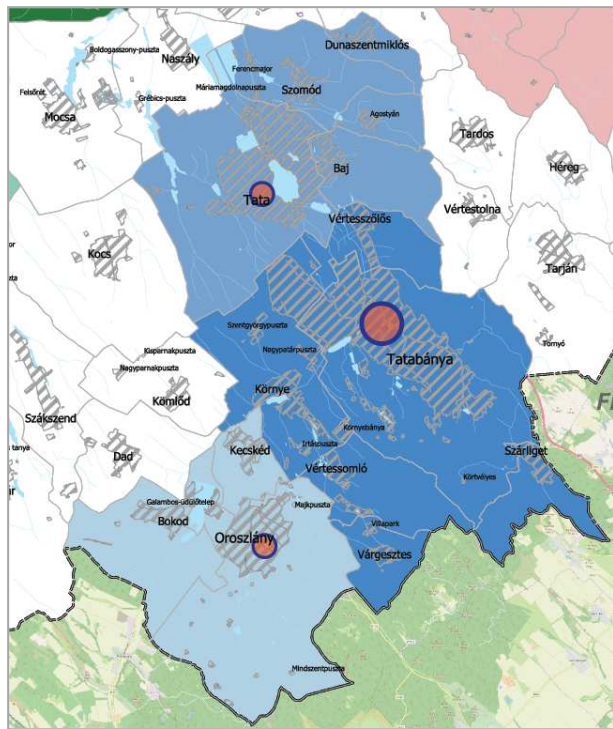 Dunaszentmiklós
Boldogasszony-puszta
Naszály
Ferencmajor
Máriamagdolnapuszta
Szomód
Felsőrét
Grébics-puszta
Mocsa
Agostyán
Tardos
Héreg
Baj
Tata
Vértestolna
Vértesszőlős
Kocs
Tarján
Szentgyörgypuszta
Tornyó
Nagypatárpuszta
Tatabánya
Kisparnakpuszta
Nagyparnakpuszta
Kömlőd
Környe
Szákszend
Környebánya
Irtáspuszta
Kecskéd
Szárliget
Dad
Vértessomló
Körtvélyes
Galambos-üdülőtelep
Majkpuszta
Bokod
Oroszlány
Villapark
Várgesztes
Mindszentpuszta